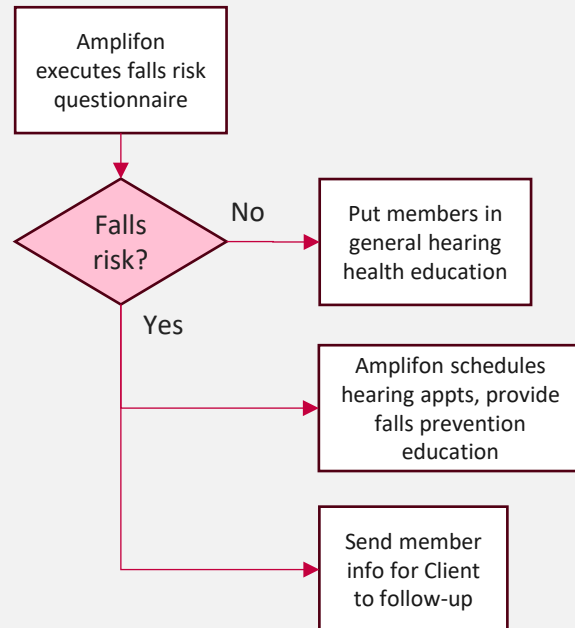 Amplifon
executes falls risk
questionnaire
Falls
risk?
No
Put members in
general hearing
health education
Yes
Amplifon schedules
hearing appts, provide
falls prevention
education
Send member
info for Client
to follow-up